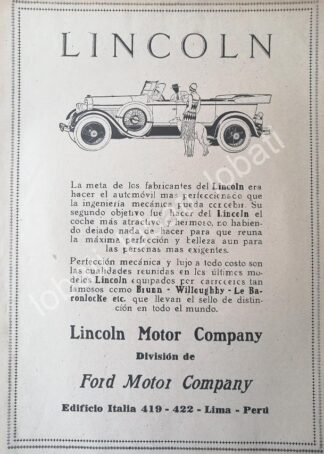 LINCOLN
La meta de los fabricantes del Lincoln era
hacer el automóvil mas perfeccionado que
la ingeniería mecánica pueda concebir. Su
segundo objetivo fué hacer del Lincoln el
coche más atractivo y hermoso, no habien-
do dejado nada de hacer para que reuna
la máxima perfección y belleza aun para
las personas mas exigentes.
Perfección mecánica y lujo a todo costo son
las cualidades reunidas en los últimos mo-
delos Lincoln equipados por carroceros tan
famosos como Brunn - Willoughby - Le Ba-
ronlocke etc. que llevan el sello de distin-
ción en todo el mundo.
Lincoln Motor Company
División de
Ford Motor Company
Edificio Italia 419 - 422 - Lima - Perú